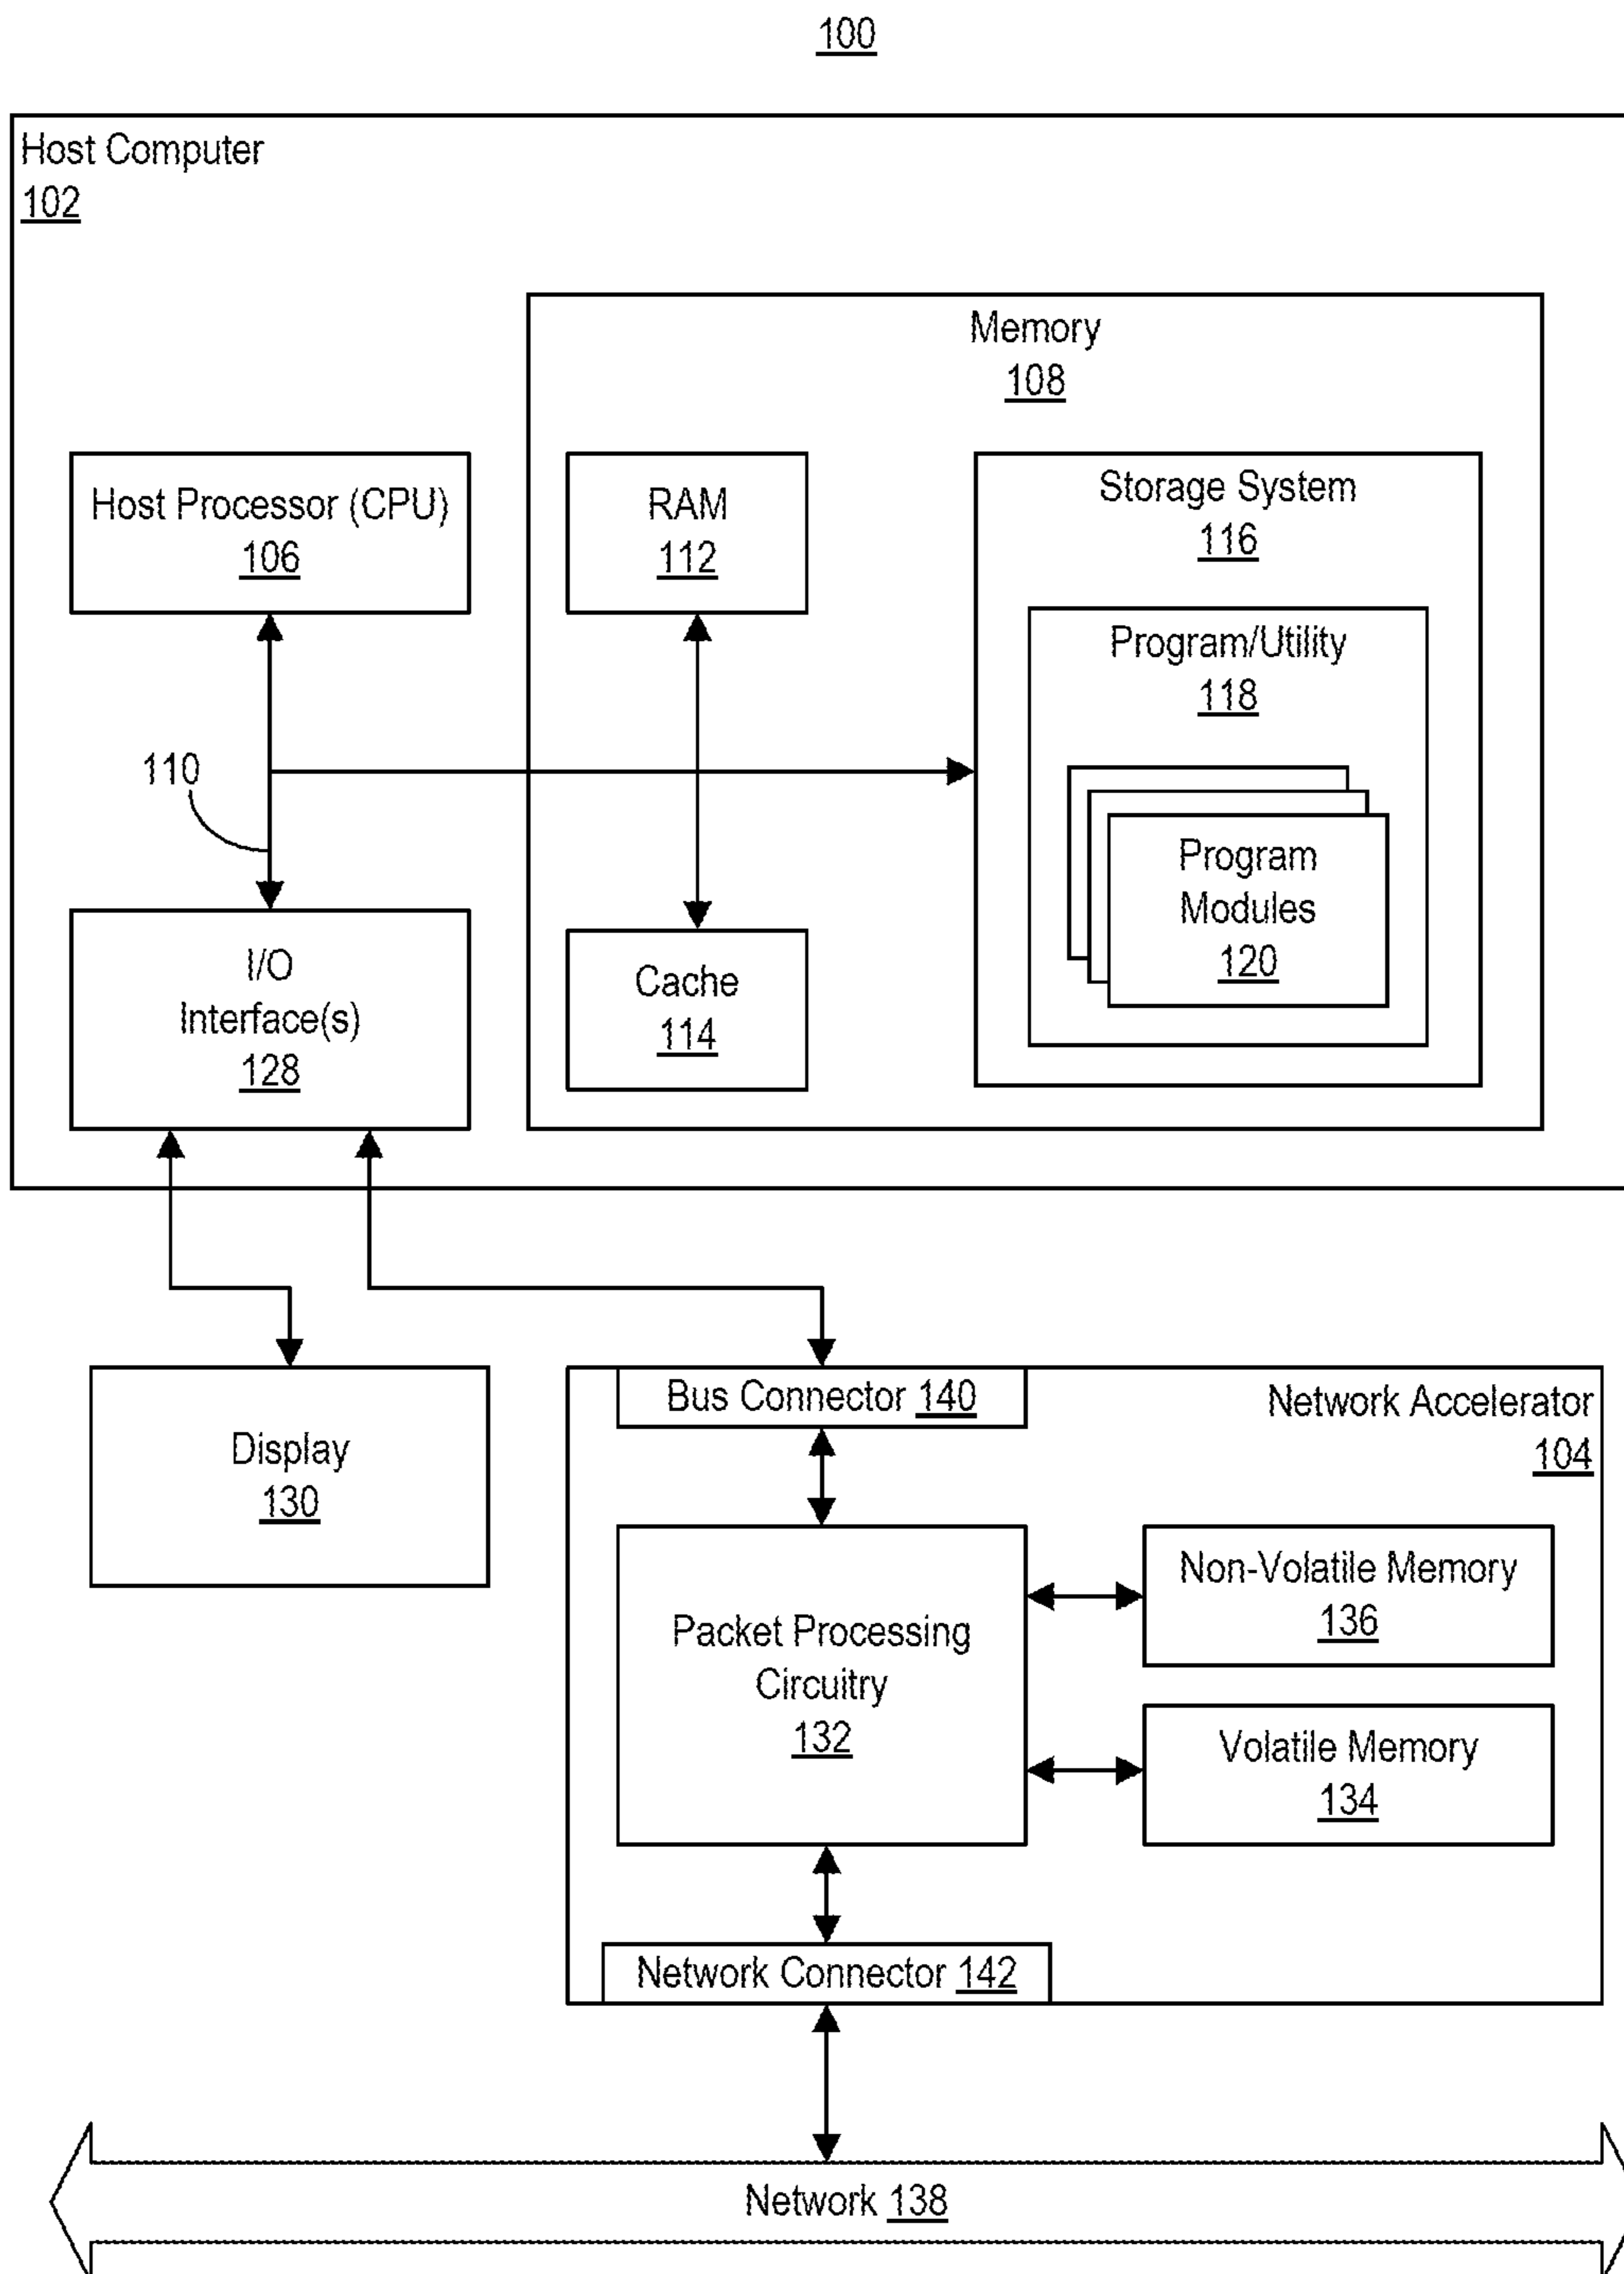 100
Host Computer
102
Memory
108
Host Processor (CPU)
106
RAM
112
Storage System
116
Program/Utility
118
110
Program
Modules
120
I/O
Interface(s)
128
Cache
114
Bus Connector 140
Network Accelerator
104
Display
130
Non-Volatile Memory
136
Packet Processing
Circuitry
132
Volatile Memory
134
Network Connector 142
Network 138